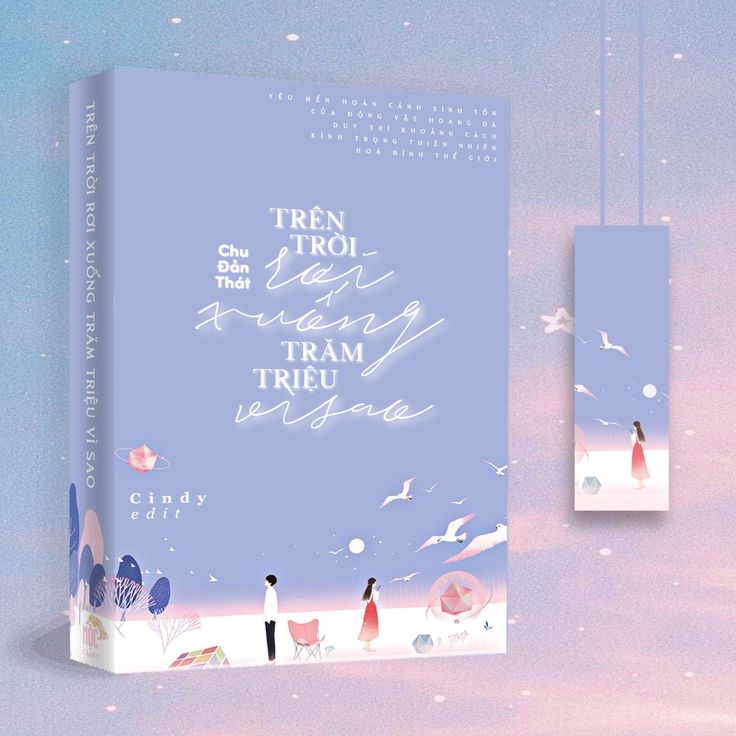 YÊU MẾN HOÀN CẢNH SINH TỒN
CỦA ĐỘNG VẬT HOANG DÃ
DUY TRÌ KHOẢNG CÁCH
KÍNH TRỌNG THIÊN NHIÊN
HOÀ BÌNH THẾ GIỚI
TRÊN
TRỜI
Chu
Đản
Thát
rơi
xuống
TRĂM
TRIỆU
vì sao
Cindy
edit
TRÊN TRỜI RƠI XUỐNG TRĂM TRIỆU VÌ SAO
MỘC